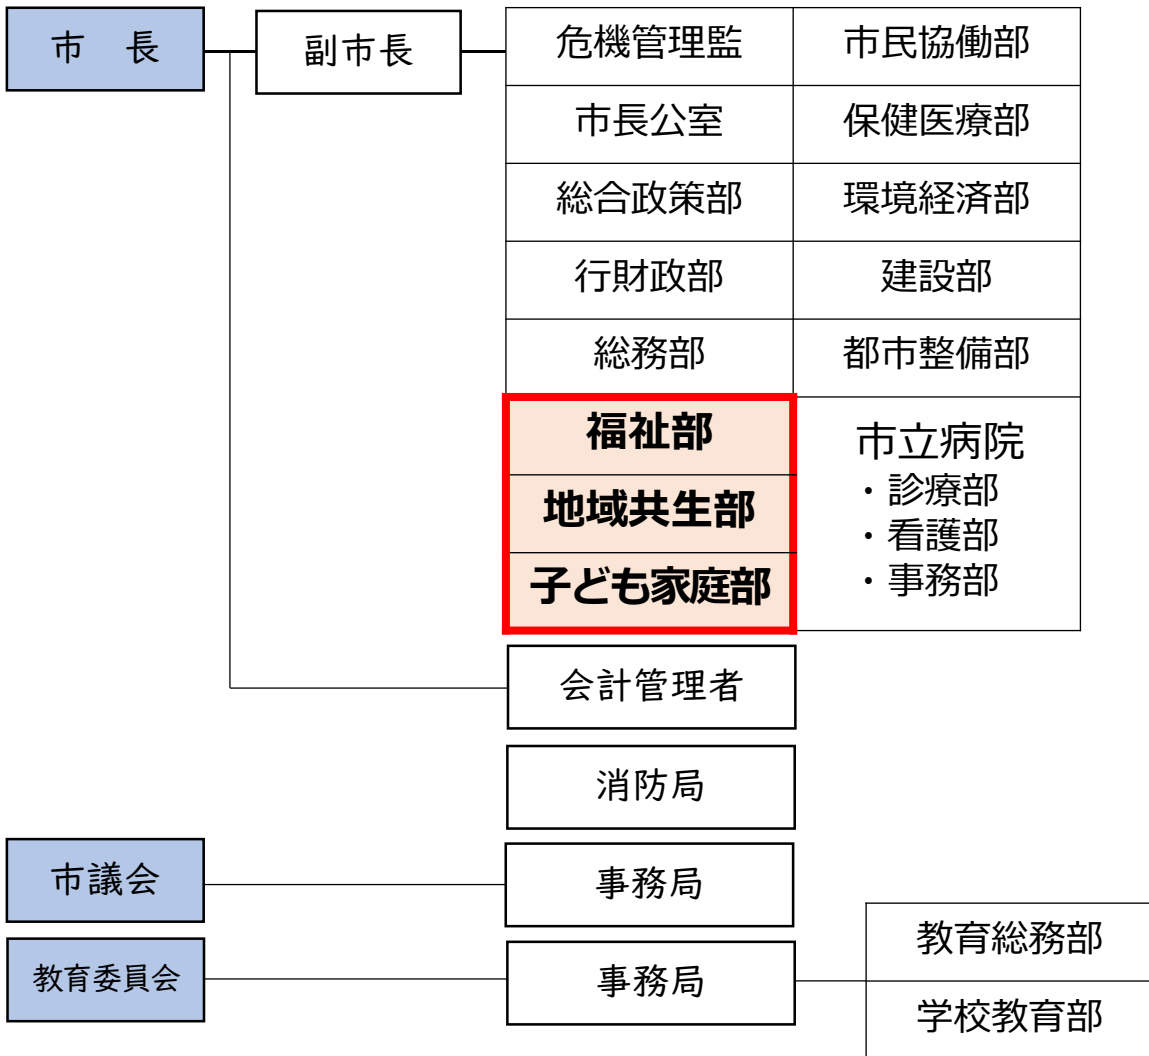 市　長
副市長
危機管理監
市民協働部
市長公室
保健医療部
総合政策部
環境経済部
行財政部
建設部
総務部
都市整備部
福祉部
地域共生部
子ども家庭部
市立病院
・診療部
・看護部
・事務部
会計管理者
消防局
市議会
事務局
教育委員会
事務局
教育総務部
学校教育部